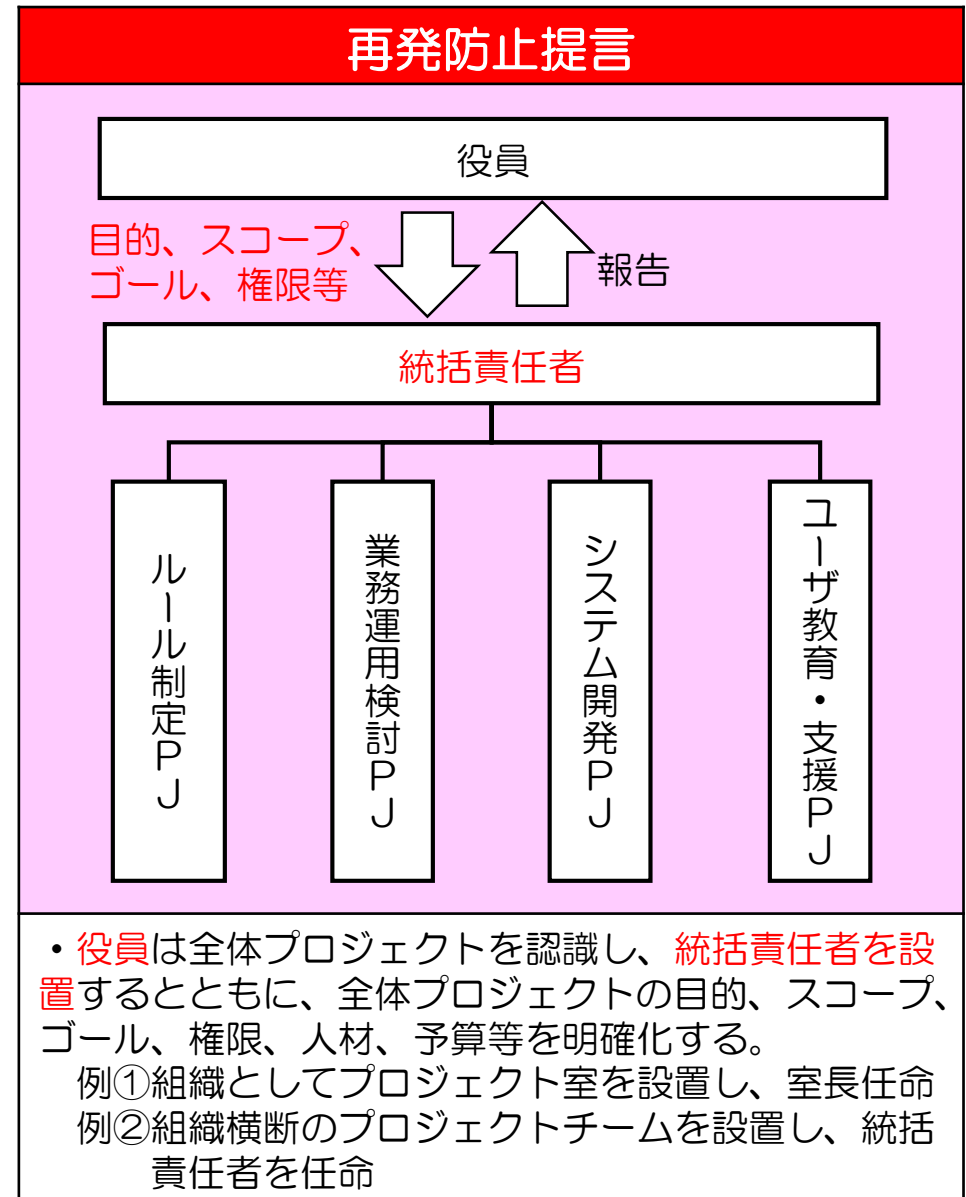 再発防止提言
役員
目的、スコープ、
ゴール、権限等
報告
統括責任者
ルール制定ＰＪ
業務運用検討ＰＪ
システム開発ＰＪ
ユーザ教育・支援ＰＪ
・役員は全体プロジェクトを認識し、統括責任者を設
置するとともに、全体プロジェクトの目的、スコープ、
ゴール、権限、人材、予算等を明確化する。
例①組織としてプロジェクト室を設置し、室長任命
例②組織横断のプロジェクトチームを設置し、統括
責任者を任命